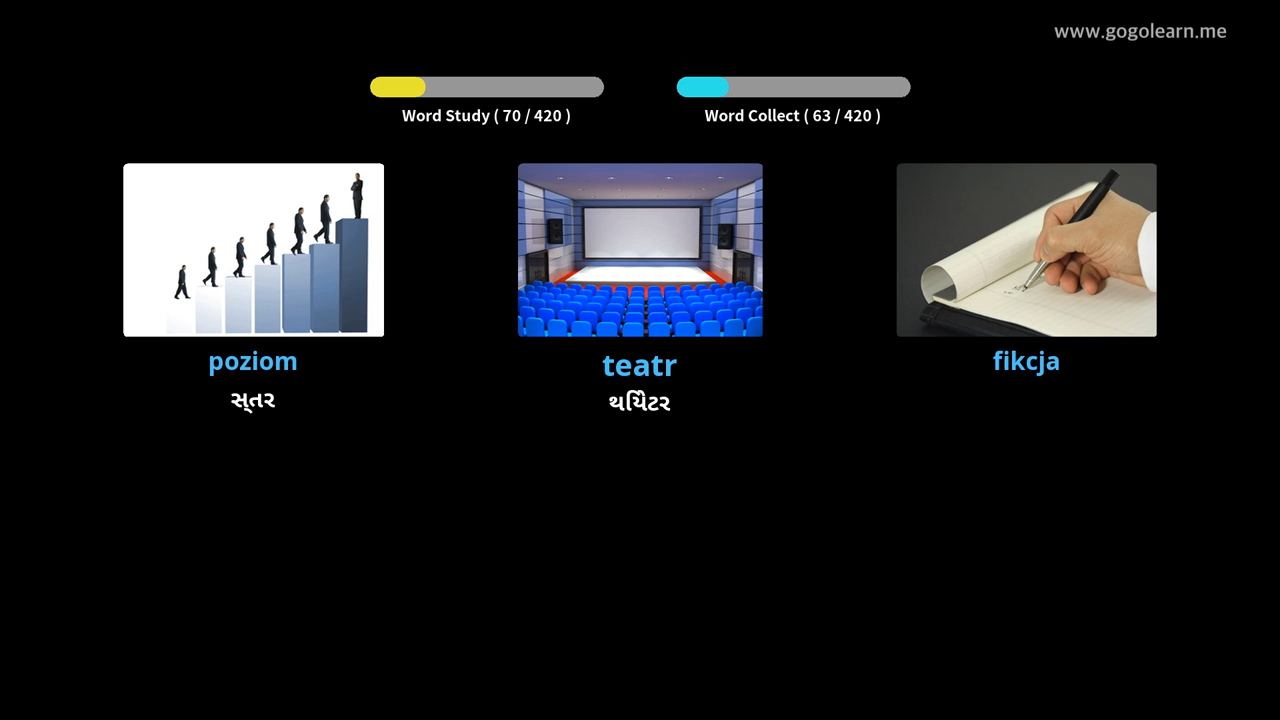 www.gogolearn.me
Word Study ( 70 / 420 )
Word Collect ( 63 / 420 )
poziom
teatr
fikcja
સ્તર
થિયેટર